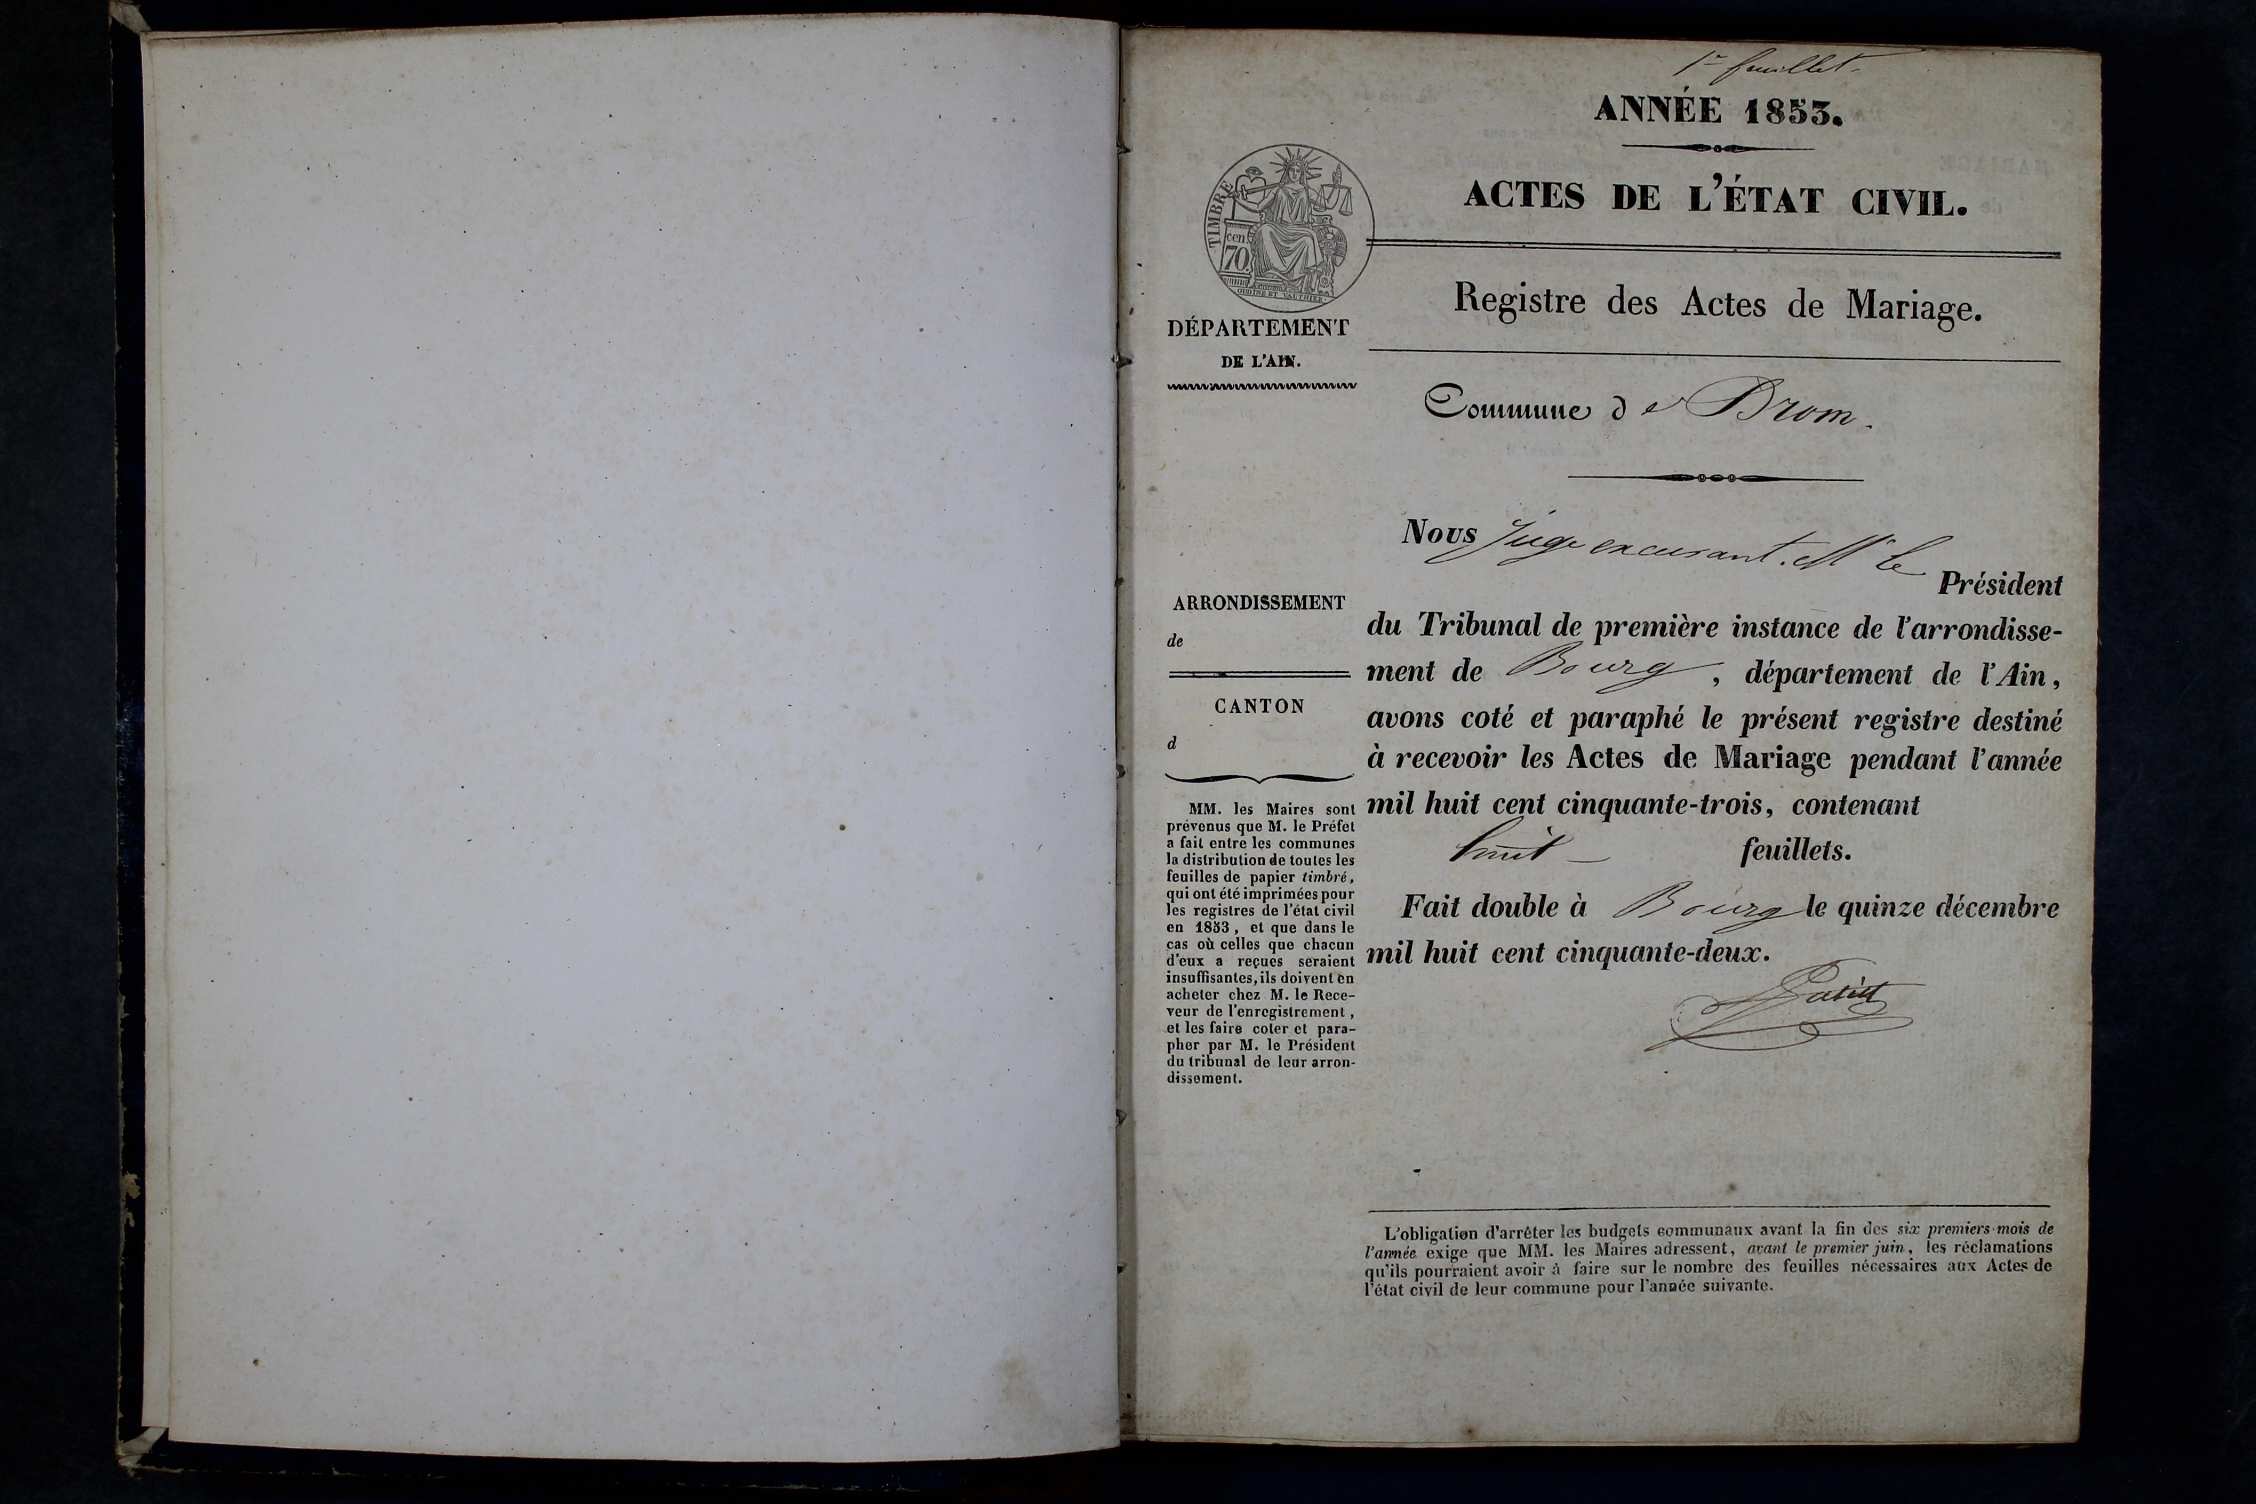 1er feuillet.
ANNÉE 1853.
ACTES DE L'ÉTAT CIVIL.
TIMBRE
cen
70.
OUDINÉ ET VAUTHIER
Registre des Actes de Mariage.
DÉPARTEMENT
DE L'AIN.
Commune de Drom.
Nous Juge excusant Mr le
Président
du Tribunal de première instance de l'arrondisse-
ment de Bourg, département de l'Ain,
avons coté et paraphé le présent registre destiné
à recevoir les Actes de Mariage pendant l'année
mil huit cent cinquante-trois, contenant
huit feuillets.
Fait double à Bourg le quinze décembre
mil huit cent cinquante-deux.
ARRONDISSEMENT
de
CANTON
d
MM. les Maires sont
prévenus que M. le Préfet
a fait entre les communes
la distribution de toutes les
feuilles de papier timbré,
qui ont été imprimées pour
les registres de l'état civil
en 1853, et que dans le
cas où celles que chacun
d'eux a reçues seraient
insuffisantes, ils doivent en
acheter chez M. le Rece-
veur de l'enregistrement,
et les faire coter et para-
pher par M. le Président
du tribunal de leur arron-
dissement.
L'obligation d'arrêter les budgets communaux avant la fin des six premiers mois de
l'année exige que MM. les Maires adressent, avant le premier juin, les réclamations
qu'ils pourraient avoir à faire sur le nombre des feuilles nécessaires aux Actes de
l'état civil de leur commune pour l'année suivante.